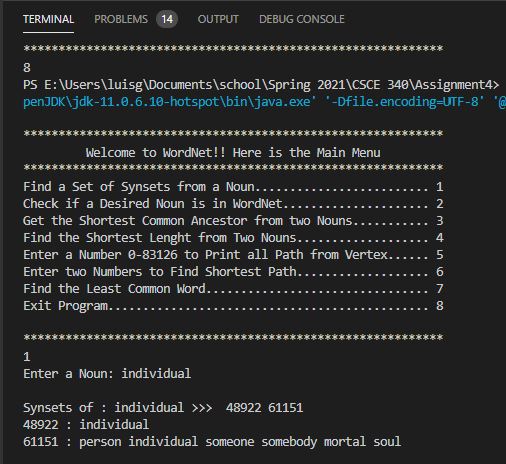 TERMINAL PROBLEMS 14 OUTPUT DEBUG CONSOLE
************************************************************
8
PS E:\Users\luisg\Documents\school\Spring 2021\CSCE 340\Assignment4>
penJDK\jdk-11.0.6.10-hotspot\bin\java.exe' '-Dfile.encoding=UTF-8' '@
************************************************************
Welcome to WordNet!! Here is the Main Menu
************************************************************
Find a Set of Synsets from a Noun......................... 1
Check if a Desired Noun is in WordNet..................... 2
Get the Shortest Common Ancestor from two Nouns........... 3
Find the Shortest Lenght from Two Nouns................... 4
Enter a Number 0-83126 to Print all Path from Vertex...... 5
Enter two Numbers to Find Shortest Path................... 6
Find the Least Common Word................................ 7
Exit Program.............................................. 8
************************************************************
1
Enter a Noun: individual
Synsets of : individual >>>  48922 61151
48922 : individual
61151 : person individual someone somebody mortal soul